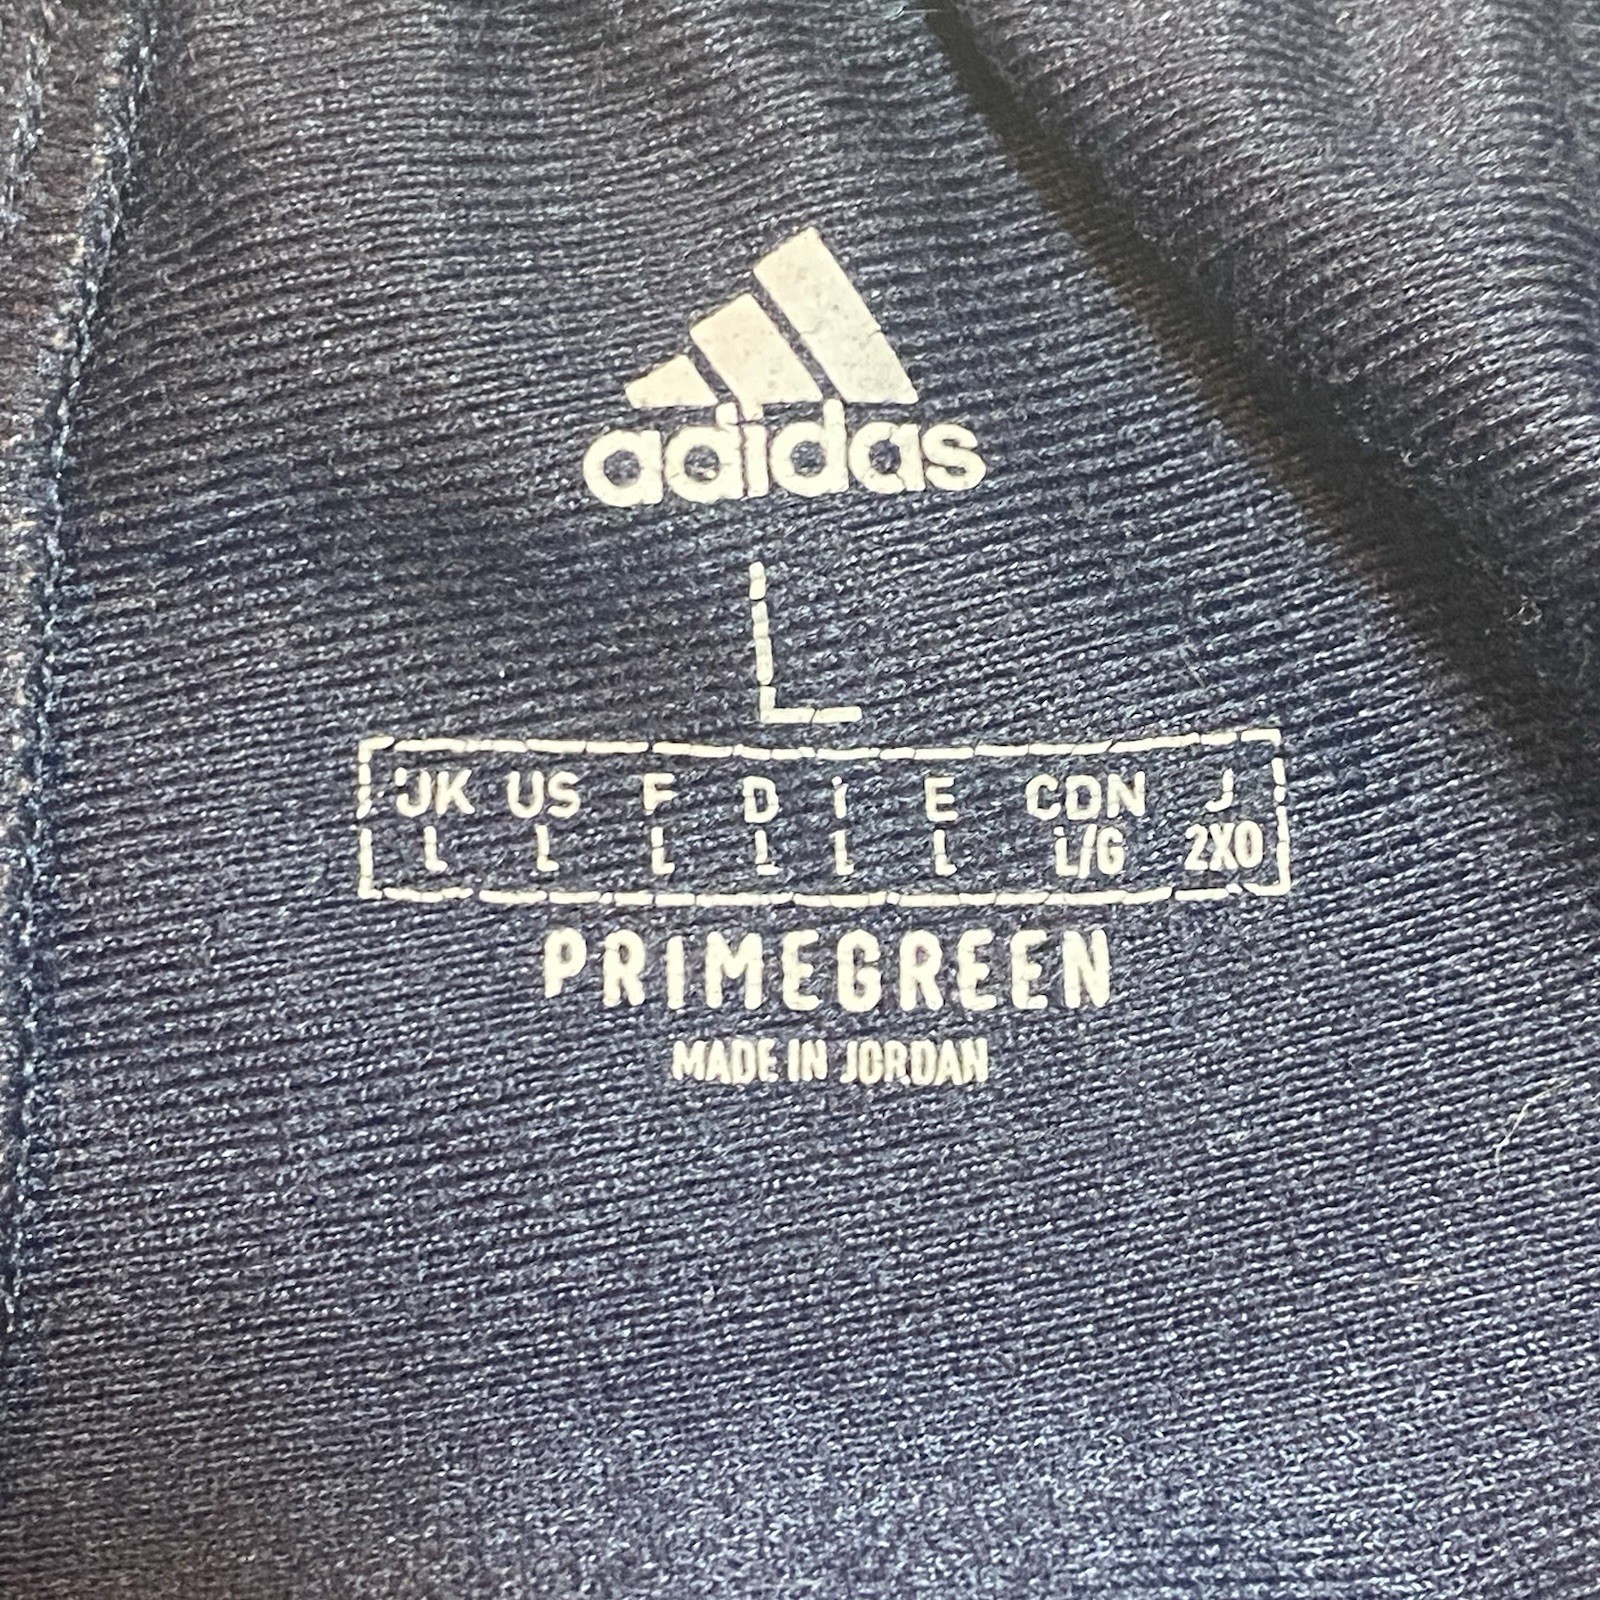 adidas
L
UK US F D I E CDN J
L L L L L L L/G 2XO
PRIMEGREEN
MADE IN JORDAN